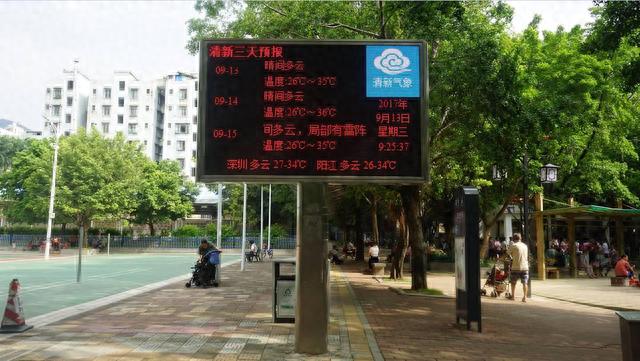 清新三天预报
09-13 晴间多云
温度:26℃～35℃
09-14 晴间多云
温度:26℃～36℃
09-15 间多云，局部有雷阵
温度:26℃～35℃
深圳 多云 27-34℃ 阳江 多云 26-34℃
清新气象
2017年
9月13日
星期三
9:25:37